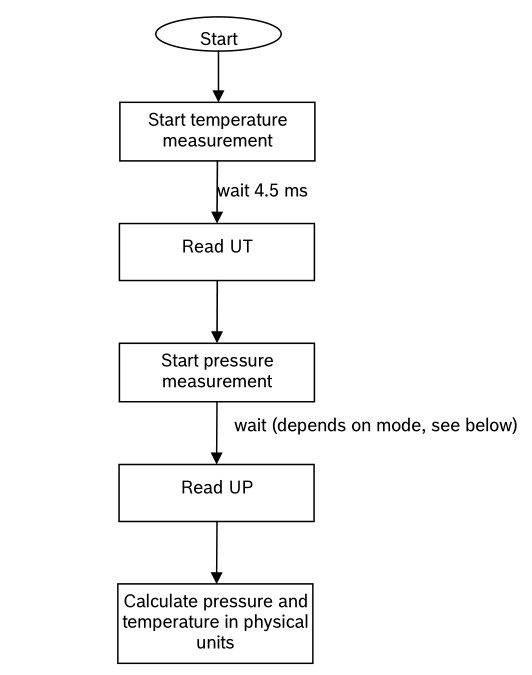 Start
Start temperature
measurement
wait 4.5 ms
Read UT
Start pressure
measurement
wait (depends on mode, see below)
Read UP
Calculate pressure and
temperature in physical
units